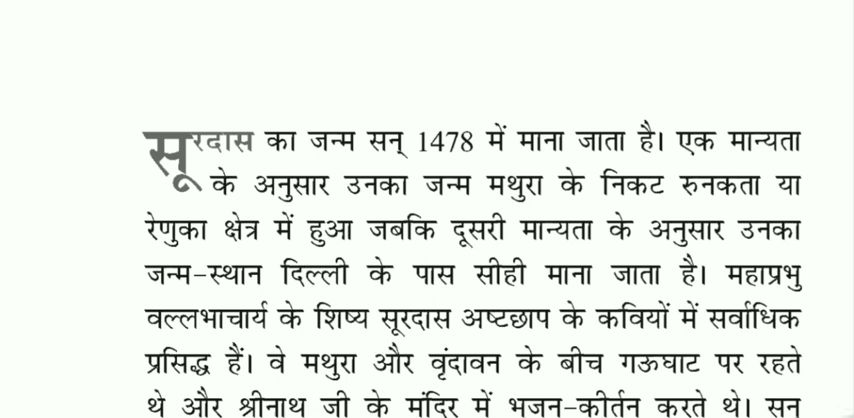 सूरदास का जन्म सन् 1478 में माना जाता है। एक मान्यता
के अनुसार उनका जन्म मथुरा के निकट रुनकता या
रेणुका क्षेत्र में हुआ जबकि दूसरी मान्यता के अनुसार उनका
जन्म-स्थान दिल्ली के पास सीही माना जाता है। महाप्रभु
वल्लभाचार्य के शिष्य सूरदास अष्टछाप के कवियों में सर्वाधिक
प्रसिद्ध हैं। वे मथुरा और वृंदावन के बीच गऊघाट पर रहते
थे और श्रीनाथ जी के मंदिर में भजन-कीर्तन करते थे। सन्